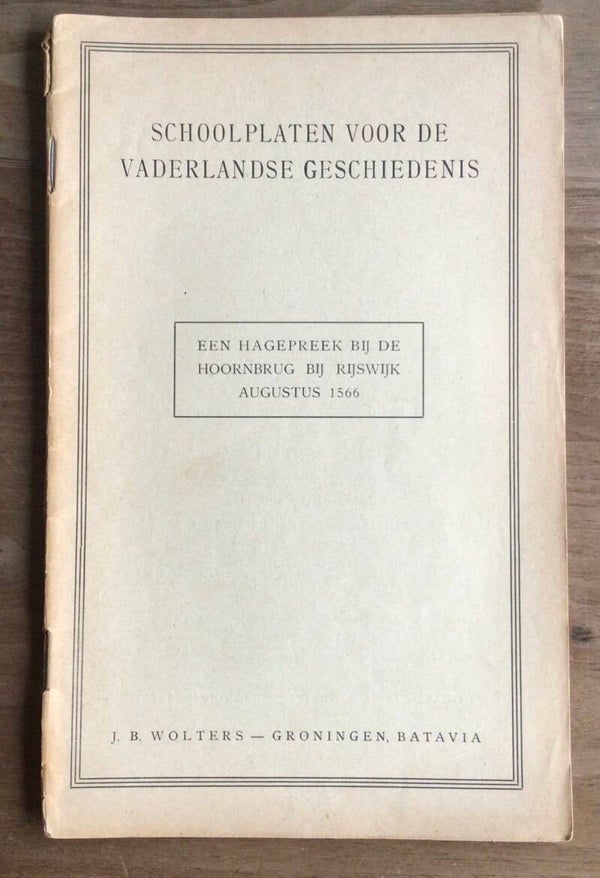 SCHOOLPLATEN VOOR DE
VADERLANDSE GESCHIEDENIS
EEN HAGEPREEK BIJ DE
HOORNBRUG BIJ RIJSWIJK
AUGUSTUS 1566
J. B. WOLTERS — GRONINGEN, BATAVIA